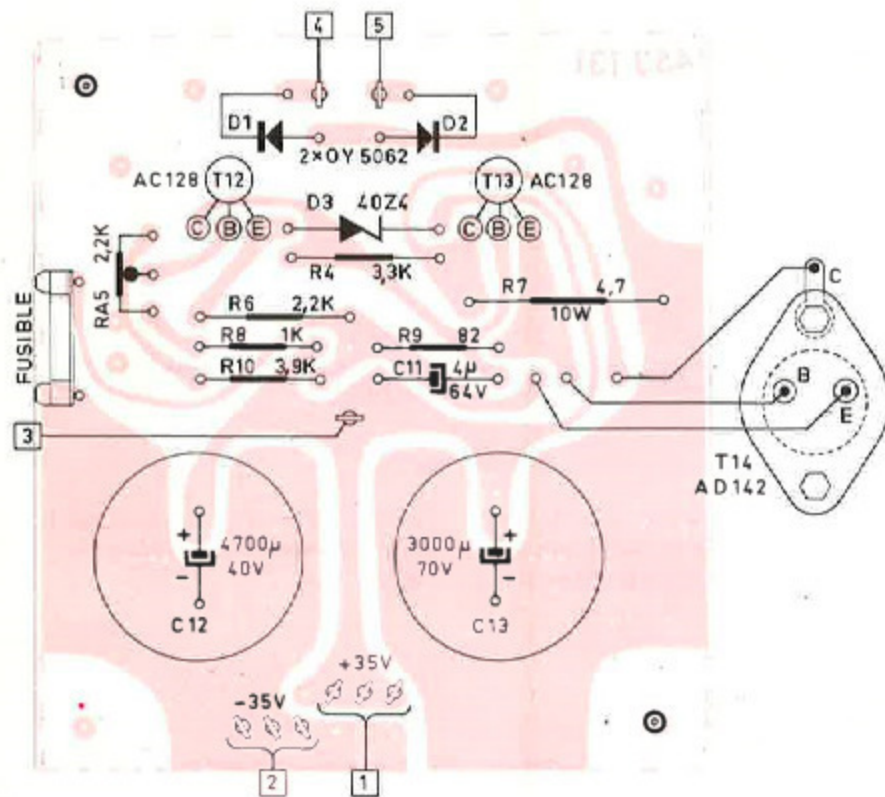 4 5
457 131
D1 D2
2×OY 5062
AC128 T12 T13 AC128
D3 40Z4
C B E C B E
2,2K
R4 3,3K
RA5
R7 4,7
10W
C
FUSIBLE
R6 2,2K
R8 1K
R9 82
R10 3,9K
C11 4μ
64V
B
E
3
T14
AD142
+ 4700μ
40V
-
C12
+ 3000μ
70V
-
C13
+35V
-35V
2 1